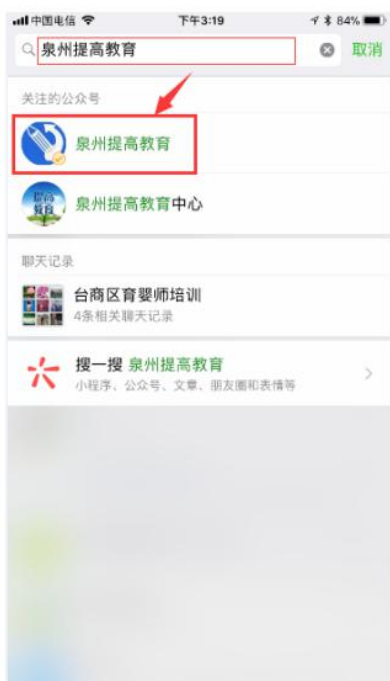 中国电信 下午3:19 84%
泉州提高教育 取消
关注的公众号
泉州提高教育
泉州提高教育中心
聊天记录
台商区育婴师培训
4条相关聊天记录
搜一搜 泉州提高教育
小程序、公众号、文章、朋友圈和表情等